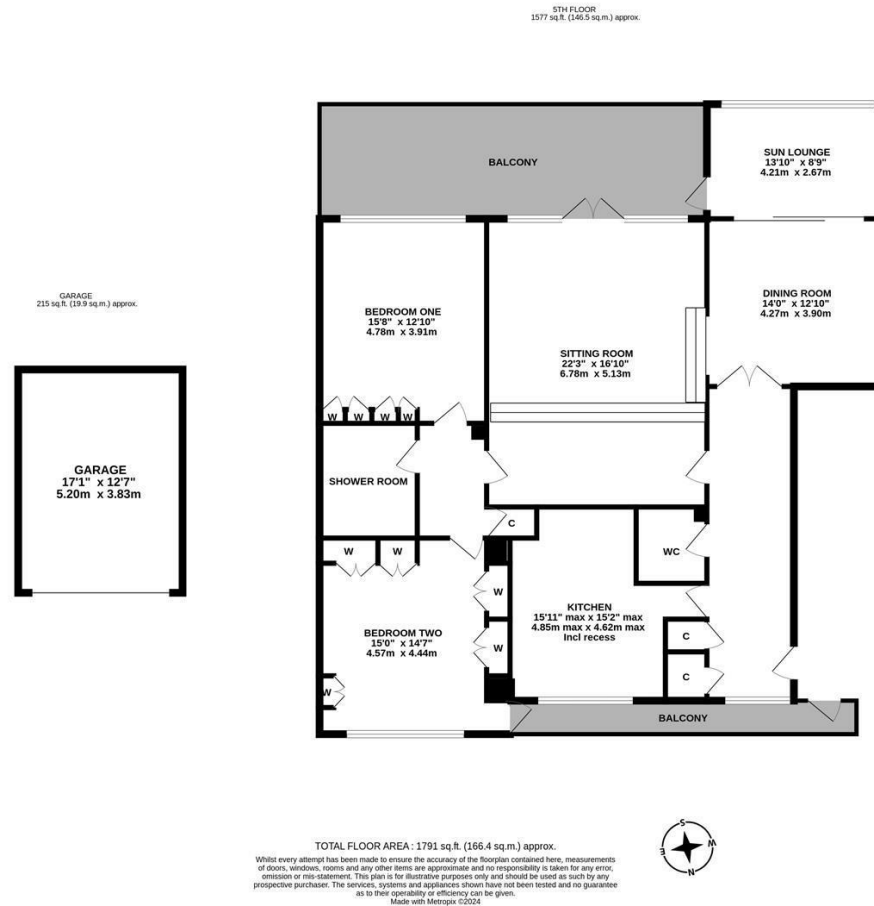 5TH FLOOR
1577 sq.ft. (146.5 sq.m.) approx.
BALCONY
SUN LOUNGE
13'10" x 8'9"
4.21m x 2.67m
GARAGE
215 sq.ft. (19.9 sq.m.) approx.
BEDROOM ONE
15'8" x 12'10"
4.78m x 3.91m
SITTING ROOM
22'3" x 16'10"
6.78m x 5.13m
DINING ROOM
14'0" x 12'10"
4.27m x 3.90m
W W W W
GARAGE
17'1" x 12'7"
5.20m x 3.83m
SHOWER ROOM
C
WC
W W
W
KITCHEN
15'11" max x 15'2" max
4.85m max x 4.62m max
Incl recess
BEDROOM TWO
15'0" x 14'7"
4.57m x 4.44m
W
C
C
W
BALCONY
S
W
E
N
TOTAL FLOOR AREA : 1791 sq.ft. (166.4 sq.m.) approx.
Whilst every attempt has been made to ensure the accuracy of the floorplan contained here, measurements
of doors, windows, rooms and any other items are approximate and no responsibility is taken for any error,
omission or mis-statement. This plan is for illustrative purposes only and should be used as such by any
prospective purchaser. The services, systems and appliances shown have not been tested and no guarantee
as to their operability or efficiency can be given.
Made with Metropix ©2024